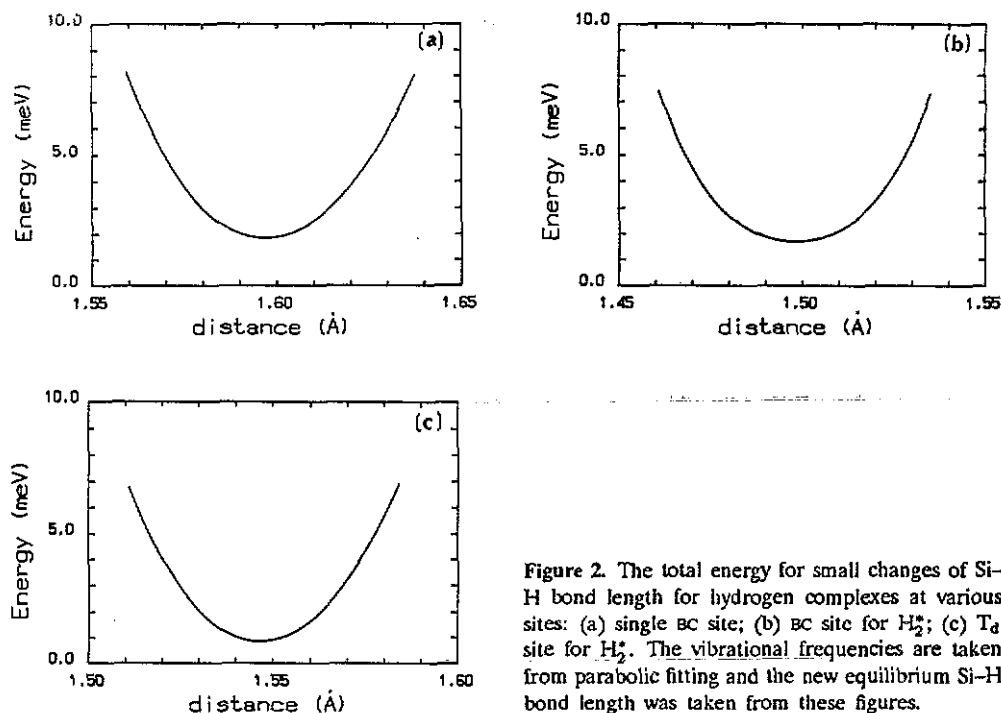 10.0
(a)
Energy (meV)
5.0
0.0
1.55
1.60
1.65
distance (Å)
10.0
(b)
Energy (meV)
5.0
0.0
1.45
1.50
1.55
distance (Å)
10.0
(c)
Energy (meV)
5.0
0.0
1.50
1.55
1.60
distance (Å)
Figure 2. The total energy for small changes of Si–
H bond length for hydrogen complexes at various
sites: (a) single BC site; (b) BC site for H₂*; (c) T_d
site for H₂*. The vibrational frequencies are taken
from parabolic fitting and the new equilibrium Si–H
bond length was taken from these figures.